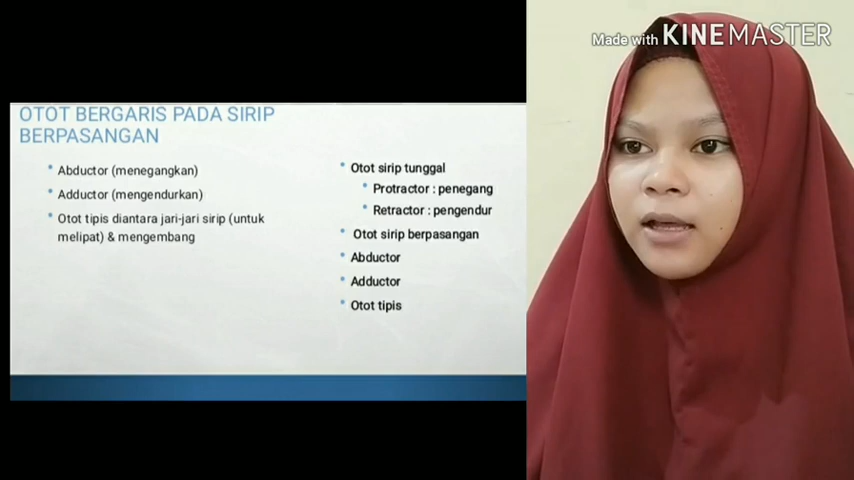 Made with KINEMASTER
OTOT BERGARIS PADA SIRIP
BERPASANGAN
• Abductor (menegangkan)
• Adductor (mengendurkan)
• Otot tipis diantara jari-jari sirip (untuk
melipat) & mengembang
• Otot sirip tunggal
• Protractor : penegang
• Retractor : pengendur
• Otot sirip berpasangan
• Abductor
• Adductor
• Otot tipis